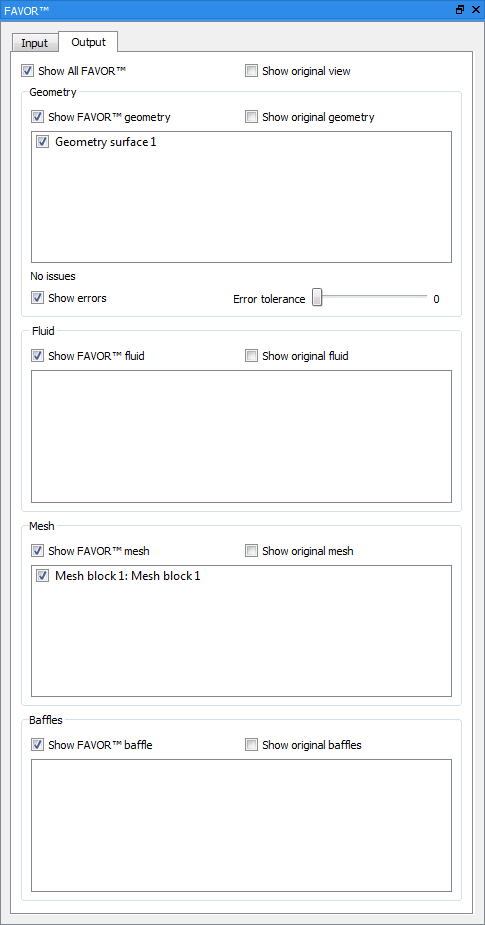 FAVOR™
Input Output
Show All FAVOR™ Show original view
Geometry
Show FAVOR™ geometry Show original geometry
Geometry surface 1
No issues
Show errors Error tolerance 0
Fluid
Show FAVOR™ fluid Show original fluid
Mesh
Show FAVOR™ mesh Show original mesh
Mesh block 1: Mesh block 1
Baffles
Show FAVOR™ baffle Show original baffles